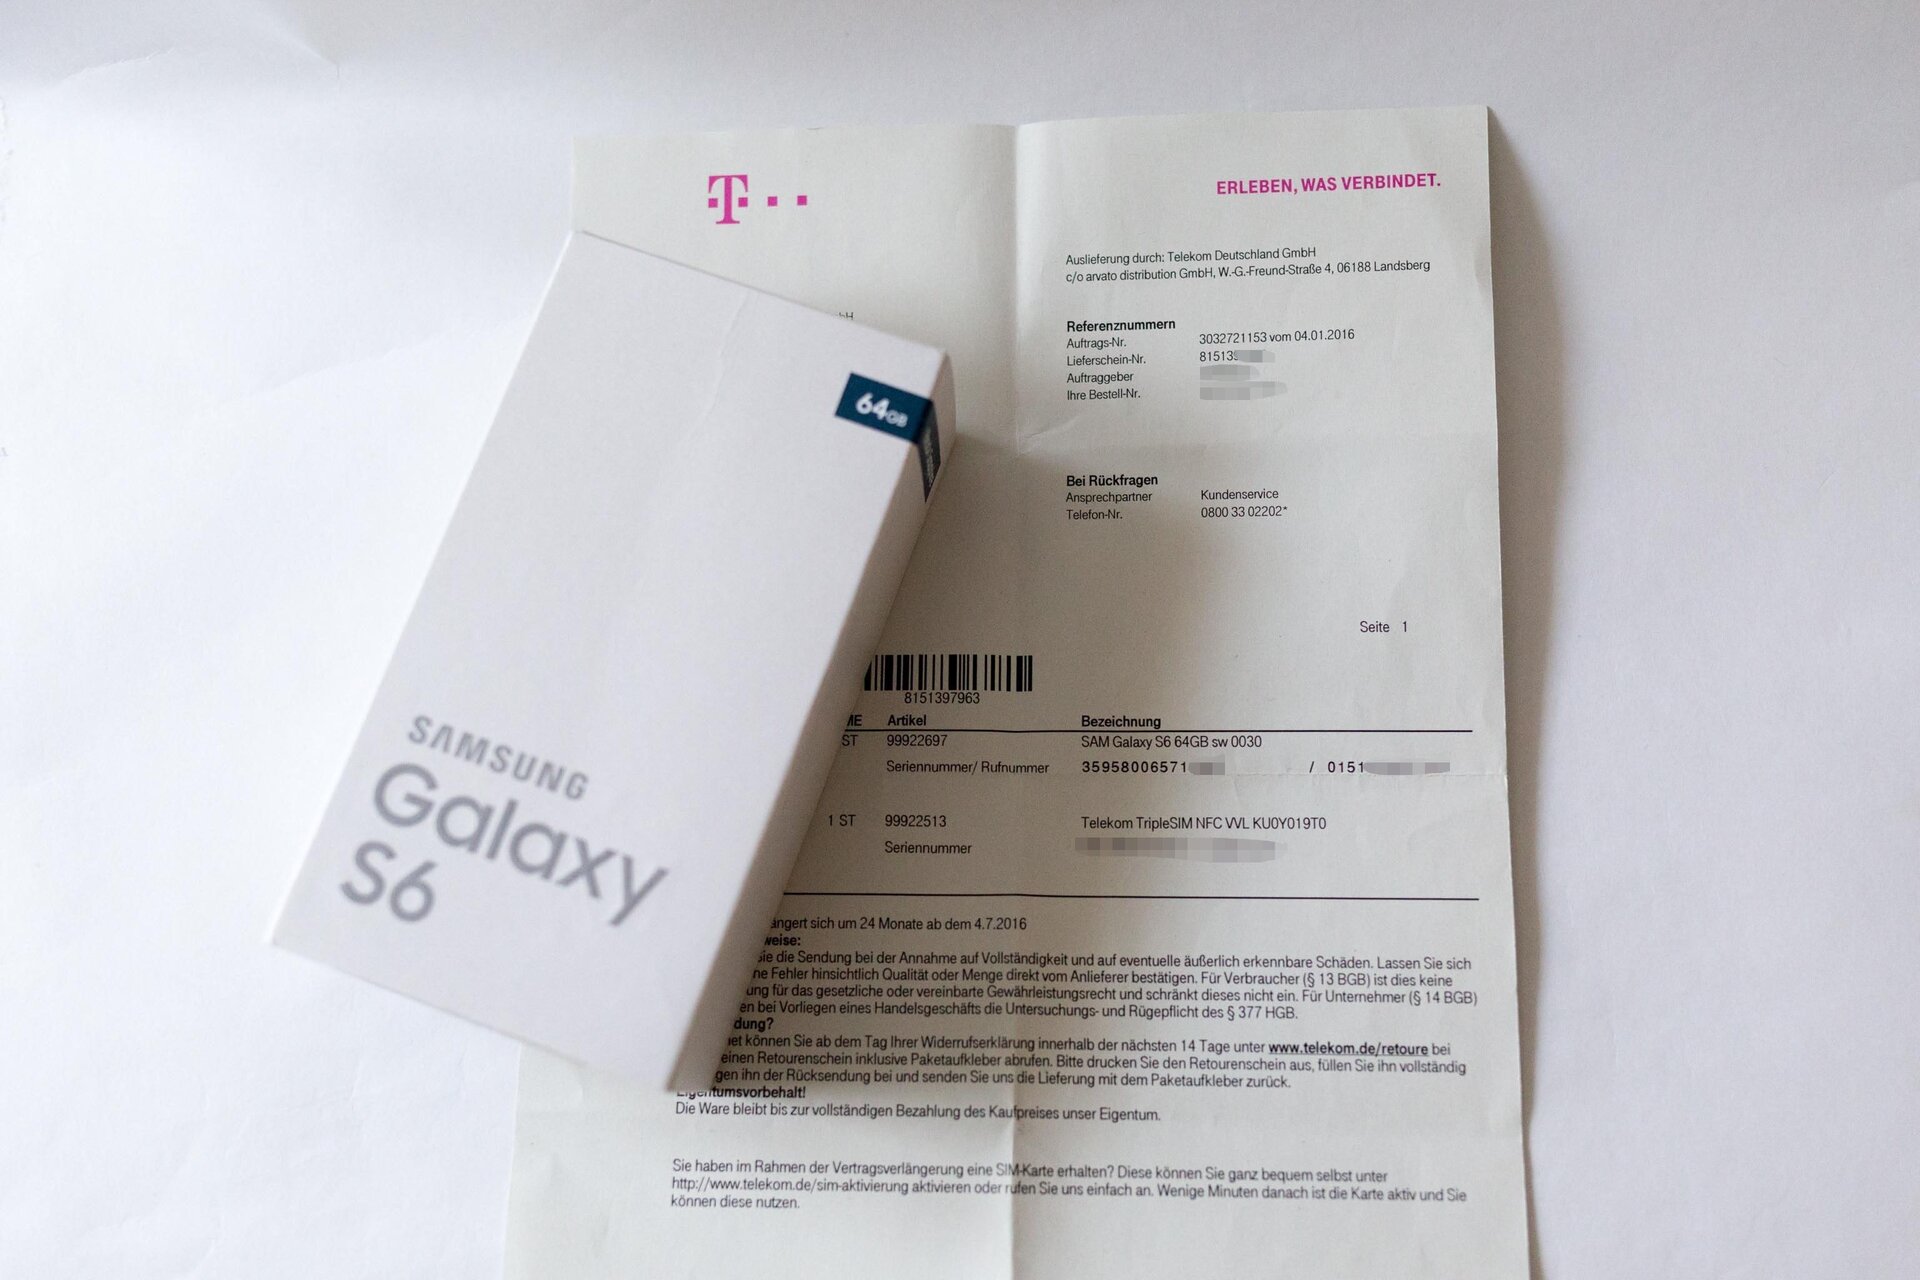 T
ERLEBEN, WAS VERBINDET.
Auslieferung durch: Telekom Deutschland GmbH
c/o arvato distribution GmbH, W.-G.-Freund-Straße 4, 06188 Landsberg
bH
Referenznummern
Auftrags-Nr. 3032721153 vom 04.01.2016
Lieferschein-Nr. 81513
Auftraggeber
Ihre Bestell-Nr.
64GB
Bei Rückfragen
Ansprechpartner Kundenservice
Telefon-Nr. 0800 33 02202*
Seite 1
8151397963
ME Artikel Bezeichnung
ST 99922697 SAM Galaxy S6 64GB sw 0030
Seriennummer/ Rufnummer 35958006571 / 0151
1 ST 99922513 Telekom TripleSIM NFC VVL KU0Y019T0
Seriennummer
SAMSUNG
Galaxy
S6
ängert sich um 24 Monate ab dem 4.7.2016
weise:
sie die Sendung bei der Annahme auf Vollständigkeit und auf eventuelle äußerlich erkennbare Schäden. Lassen Sie sich
ne Fehler hinsichtlich Qualität oder Menge direkt vom Anlieferer bestätigen. Für Verbraucher (§ 13 BGB) ist dies keine
ung für das gesetzliche oder vereinbarte Gewährleistungsrecht und schränkt dieses nicht ein. Für Unternehmer (§ 14 BGB)
en bei Vorliegen eines Handelsgeschäfts die Untersuchungs- und Rügepflicht des § 377 HGB.
dung?
et können Sie ab dem Tag Ihrer Widerrufserklärung innerhalb der nächsten 14 Tage unter www.telekom.de/retoure bei
einen Retourenschein inklusive Paketaufkleber abrufen. Bitte drucken Sie den Retourenschein aus, füllen Sie ihn vollständig
gen ihn der Rücksendung bei und senden Sie uns die Lieferung mit dem Paketaufkleber zurück.
Eigentumsvorbehalt!
Die Ware bleibt bis zur vollständigen Bezahlung des Kaufpreises unser Eigentum.
Sie haben im Rahmen der Vertragsverlängerung eine SIM-Karte erhalten? Diese können Sie ganz bequem selbst unter
http://www.telekom.de/sim-aktivierung aktivieren oder rufen Sie uns einfach an. Wenige Minuten danach ist die Karte aktiv und Sie
können diese nutzen.